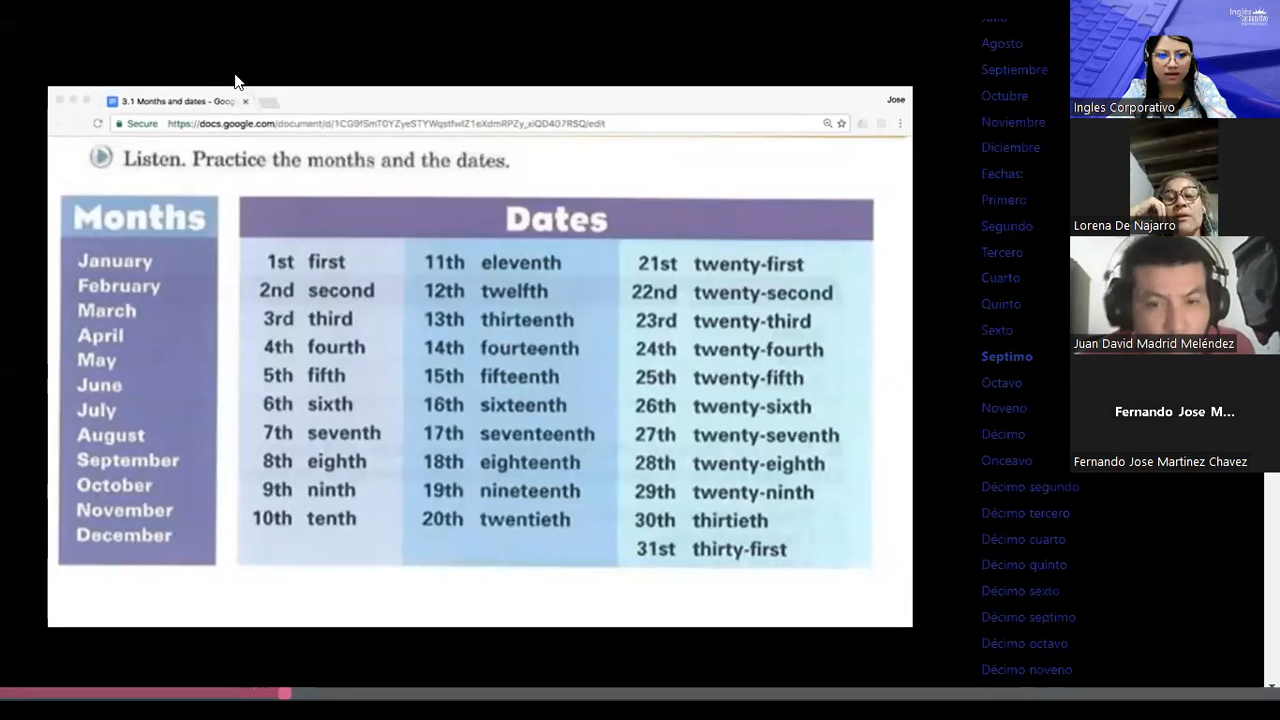 3.1 Months and dates - Goog
Jose
Secure
Listen. Practice the months and the dates.
Months
January
February
March
April
May
June
July
August
September
October
November
December
Dates
1st first
2nd second
3rd third
4th fourth
5th fifth
6th sixth
7th seventh
8th eighth
9th ninth
10th tenth
11th eleventh
12th twelfth
13th thirteenth
14th fourteenth
15th fifteenth
16th sixteenth
17th seventeenth
18th eighteenth
19th nineteenth
20th twentieth
21st twenty-first
22nd twenty-second
23rd twenty-third
24th twenty-fourth
25th twenty-fifth
26th twenty-sixth
27th twenty-seventh
28th twenty-eighth
29th twenty-ninth
30th thirtieth
31st thirty-first
Agosto
Septiembre
Octubre
Noviembre
Diciembre
Fechas:
Primero
Segundo
Tercero
Cuarto
Quinto
Sexto
Septimo
Octavo
Noveno
Décimo
Onceavo
Décimo segundo
Décimo tercero
Décimo cuarto
Décimo quinto
Décimo sexto
Décimo septimo
Décimo octavo
Décimo noveno
Ingles Corporativo
Lorena De Najarro
Juan David Madrid Meléndez
Fernando Jose M...
Fernando Jose Martinez Chavez